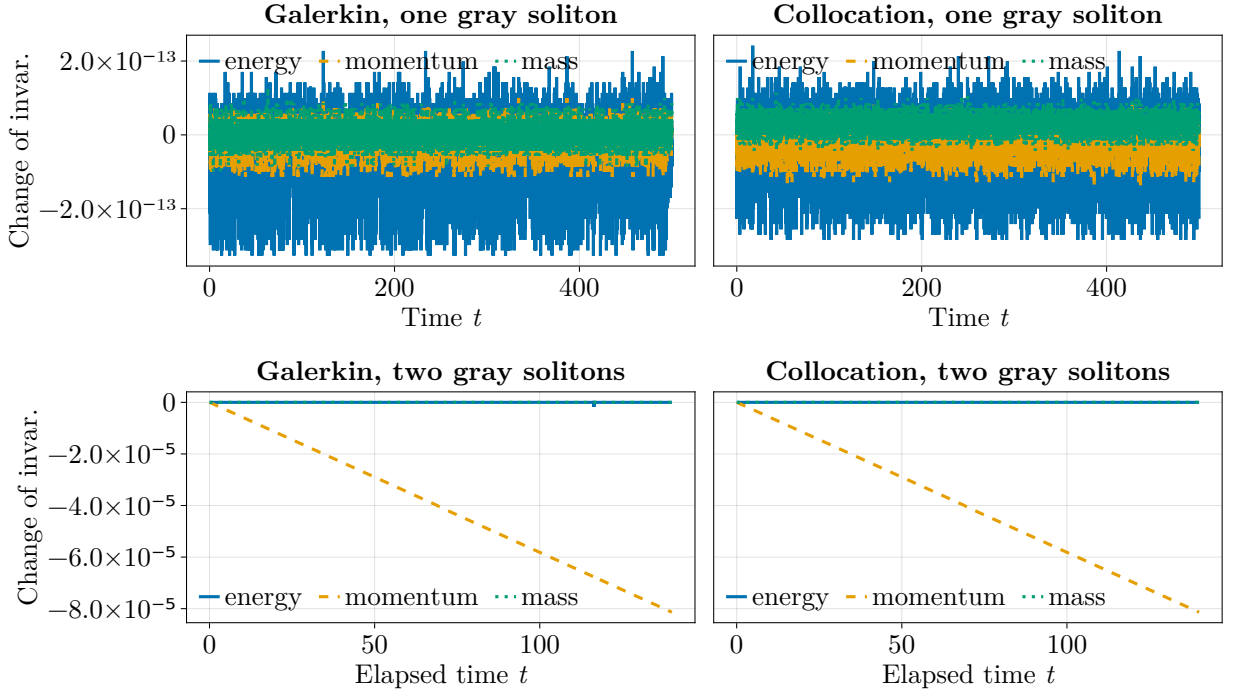 Galerkin, one gray soliton
Collocation, one gray soliton
Change of invar.
2.0×10⁻¹³
0
−2.0×10⁻¹³
energy momentum mass
energy momentum mass
0 200 400
0 200 400
Time t
Time t
Galerkin, two gray solitons
Collocation, two gray solitons
Change of invar.
0
−2.0×10⁻⁵
−4.0×10⁻⁵
−6.0×10⁻⁵
−8.0×10⁻⁵
energy momentum mass
energy momentum mass
0 50 100
0 50 100
Elapsed time t
Elapsed time t